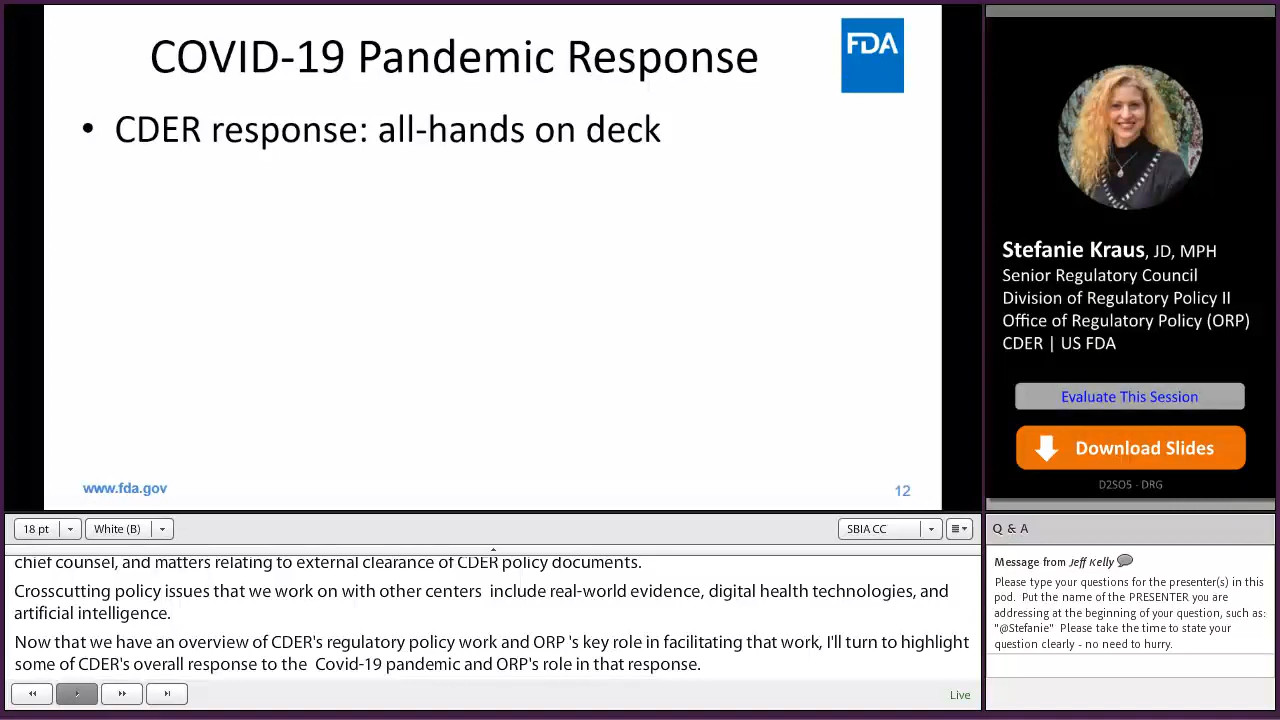 COVID-19 Pandemic Response
FDA
• CDER response: all-hands on deck
www.fda.gov
12
Stefanie Kraus, JD, MPH
Senior Regulatory Council
Division of Regulatory Policy II
Office of Regulatory Policy (ORP)
CDER | US FDA
Evaluate This Session
Download Slides
D2SO5 - DRG
18 pt
White (B)
SBIA CC
chief counsel, and matters relating to external clearance of CDER policy documents.
Crosscutting policy issues that we work on with other centers  include real-world evidence, digital health technologies, and
artificial intelligence.
Now that we have an overview of CDER's regulatory policy work and ORP 's key role in facilitating that work, I'll turn to highlight
some of CDER's overall response to the  Covid-19 pandemic and ORP's role in that response.
Live
Q & A
Message from Jeff Kelly
Please type your questions for the presenter(s) in this
pod.  Put the name of the PRESENTER you are
addressing at the beginning of your question, such as:
"@Stefanie"  Please take the time to state your
question clearly - no need to hurry.